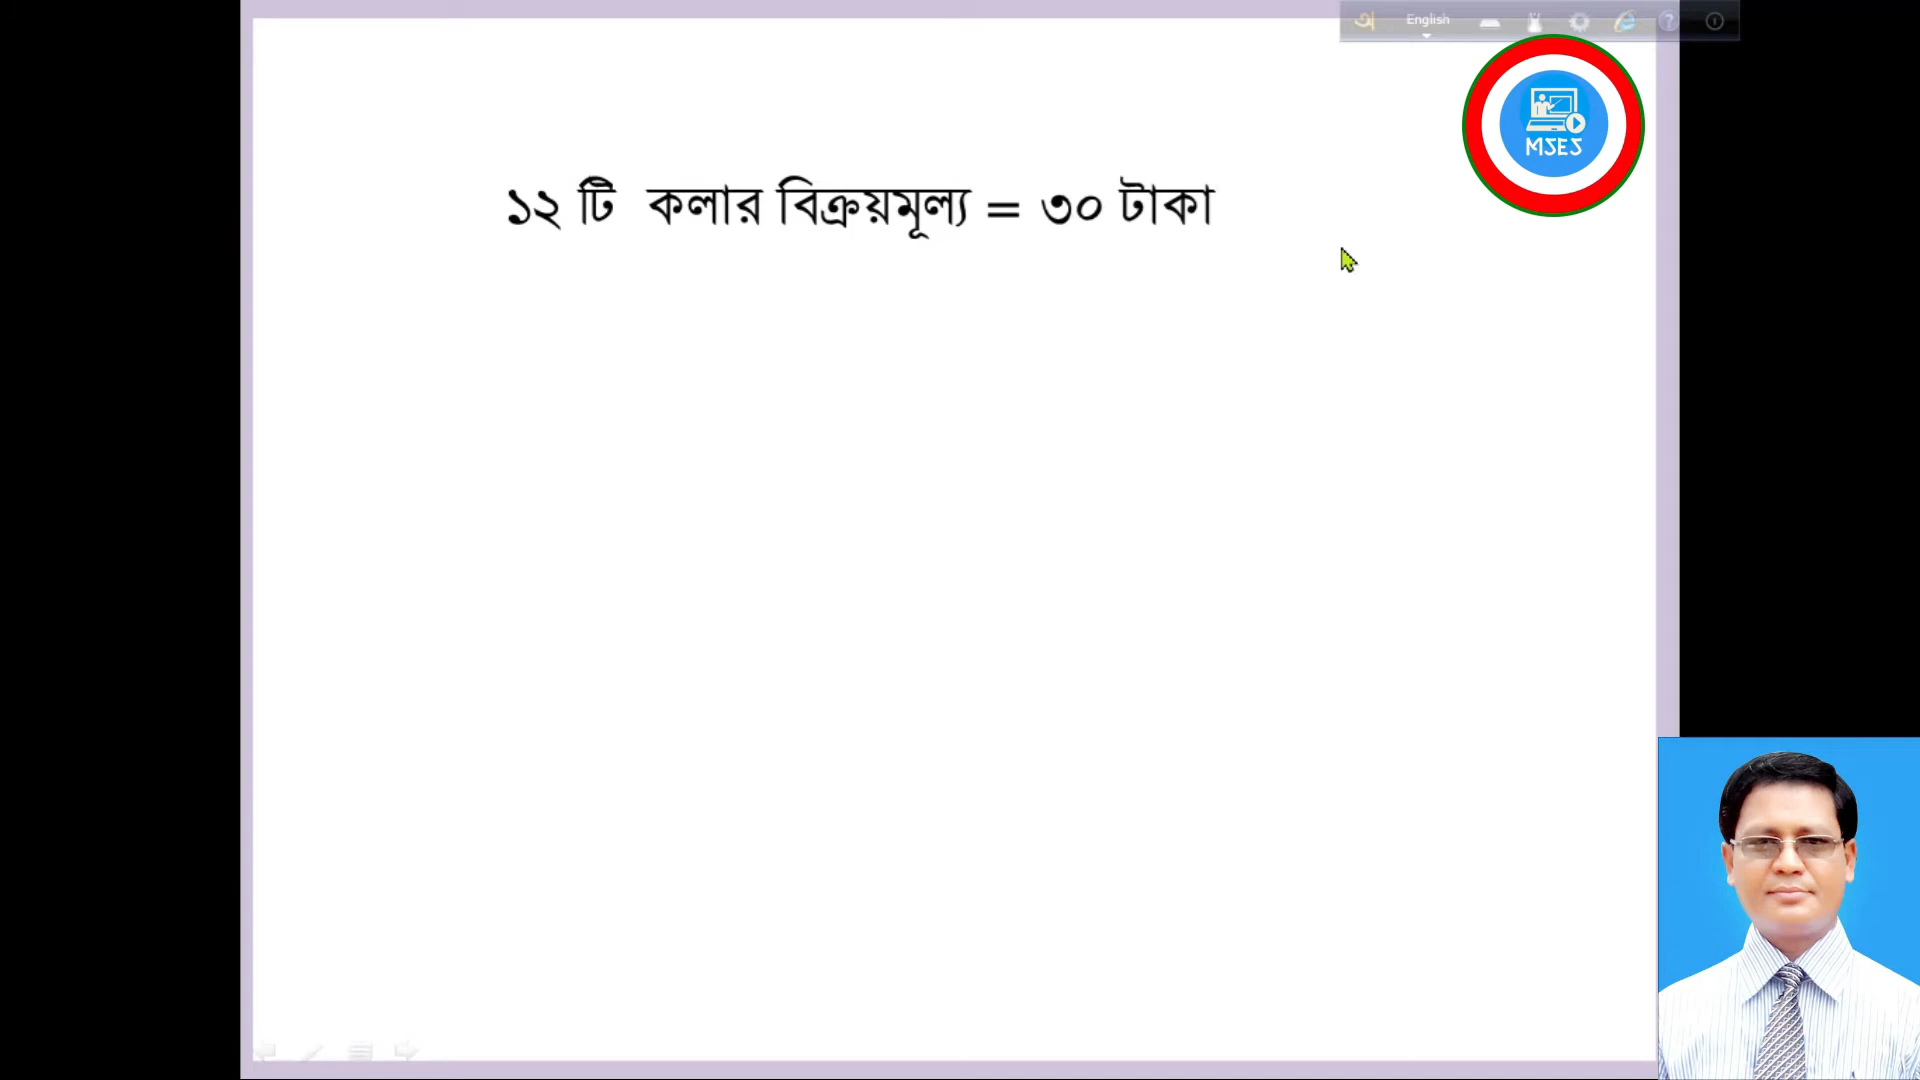 English
MSES
১২ টি কলার বিক্রয়মূল্য = ৩০ টাকা